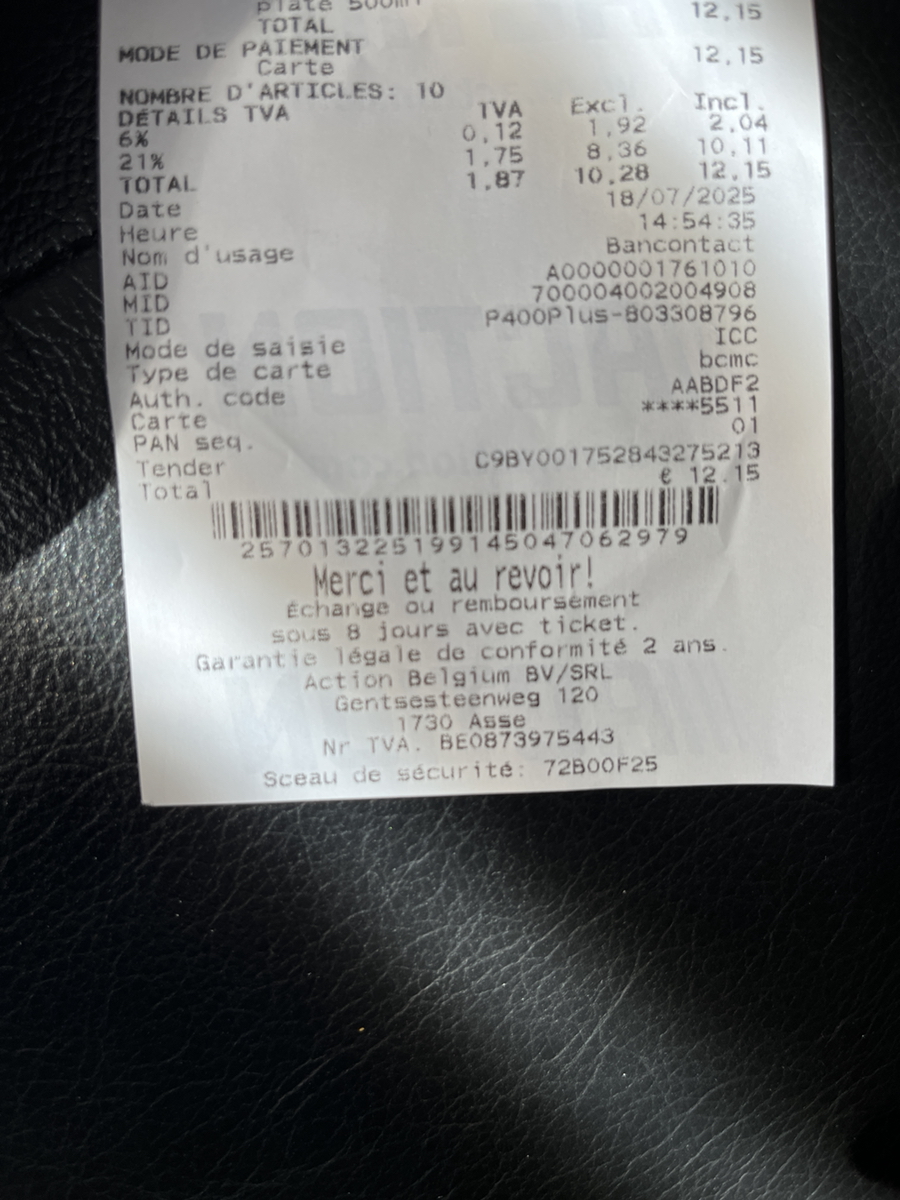 plate 500ml
TOTAL 12,15
MODE DE PAIEMENT
Carte 12,15
NOMBRE D'ARTICLES: 10
DÉTAILS TVA TVA Excl. Incl.
6% 0,12 1,92 2,04
21% 1,75 8,36 10,11
TOTAL 1,87 10,28 12,15
Date 18/07/2025
Heure 14:54:35
Nom d'usage Bancontact
AID A0000001761010
MID 700004002004908
TID P400Plus-803308796
Mode de saisie ICC
Type de carte bcmc
Auth. code AABDF2
Carte ****5511
PAN seq. 01
Tender C9BY001752843275213
Total € 12.15
257013225199145047062979
Merci et au revoir!
Échange ou remboursement
sous 8 jours avec ticket.
Garantie légale de conformité 2 ans.
Action Belgium BV/SRL
Gentsesteenweg 120
1730 Asse
Nr TVA. BE0873975443
Sceau de sécurité: 72B00F25